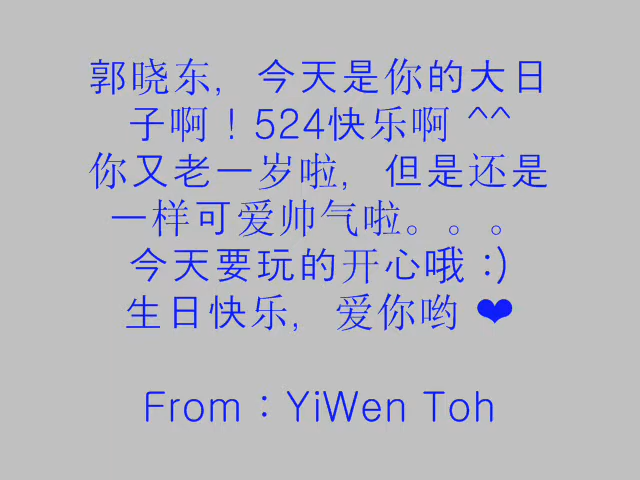 郭晓东, 今天是你的大日
子啊！524快乐啊 ^^
你又老一岁啦, 但是还是
一样可爱帅气啦。。。
今天要玩的开心哦 :)
生日快乐, 爱你哟 ❤
From : YiWen Toh